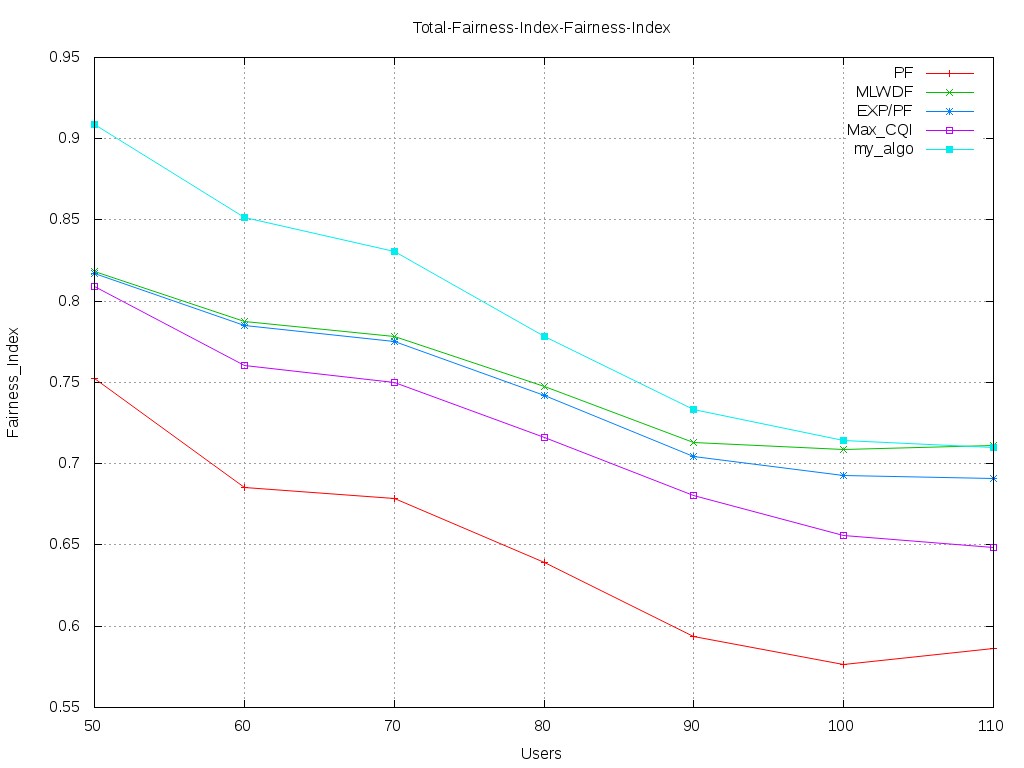 Total-Fairness-Index-Fairness-Index
0.95
0.9
0.85
0.8
0.75
0.7
0.65
0.6
0.55
50 60 70 80 90 100 110
Fairness_Index
Users
PF
MLWDF
EXP/PF
Max_CQI
my_algo